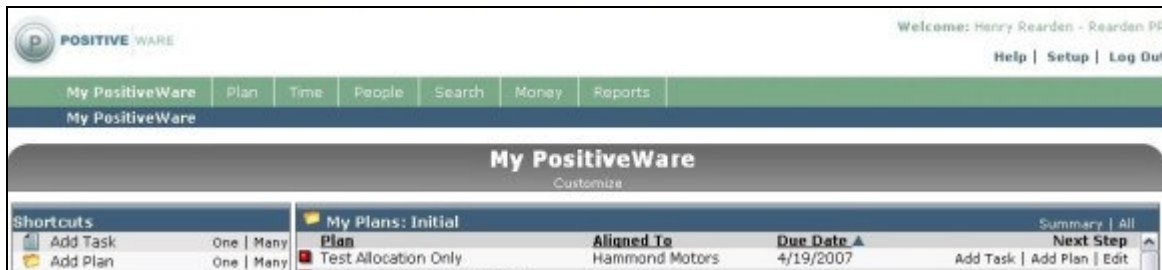 P POSITIVE WARE
Welcome: Henry Rearden - Rearden PR
Help | Setup | Log Out
My PositiveWare Plan Time People Search Money Reports
My PositiveWare
My PositiveWare
Customize
Shortcuts
Add Task One | Many
Add Plan One | Many
My Plans: Initial Summary | All
Plan Aligned To Due Date Next Step
Test Allocation Only Hammond Motors 4/19/2007 Add Task | Add Plan | Edit